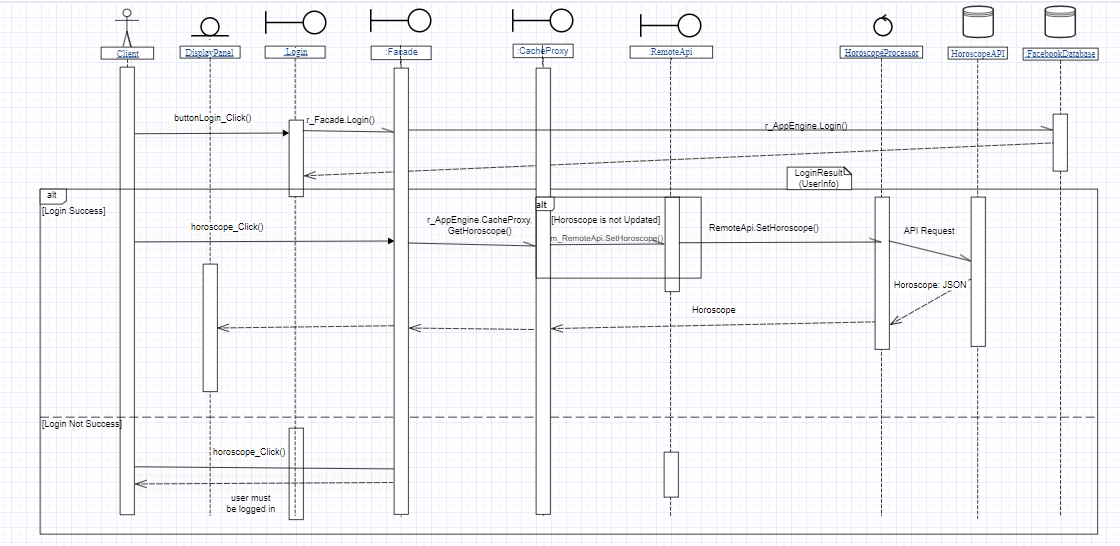 Client
DisplayPanel
:Login
:Facade
:CacheProxy
:RemoteApi
HoroscopeProcessor
HoroscopeAPI
:FacebookDatabase
buttonLogin_Click()
r_Facade.Login()
r_AppEngine.Login()
LoginResult
(UserInfo)
alt
[Login Success]
horoscope_Click()
r_AppEngine.CacheProxy.
GetHoroscope()
alt
[Horoscope is not Updated]
m_RemoteApi.SetHoroscope()
RemoteApi.SetHoroscope()
API Request
Horoscope: JSON
Horoscope
[Login Not Success]
horoscope_Click()
user must
be logged in